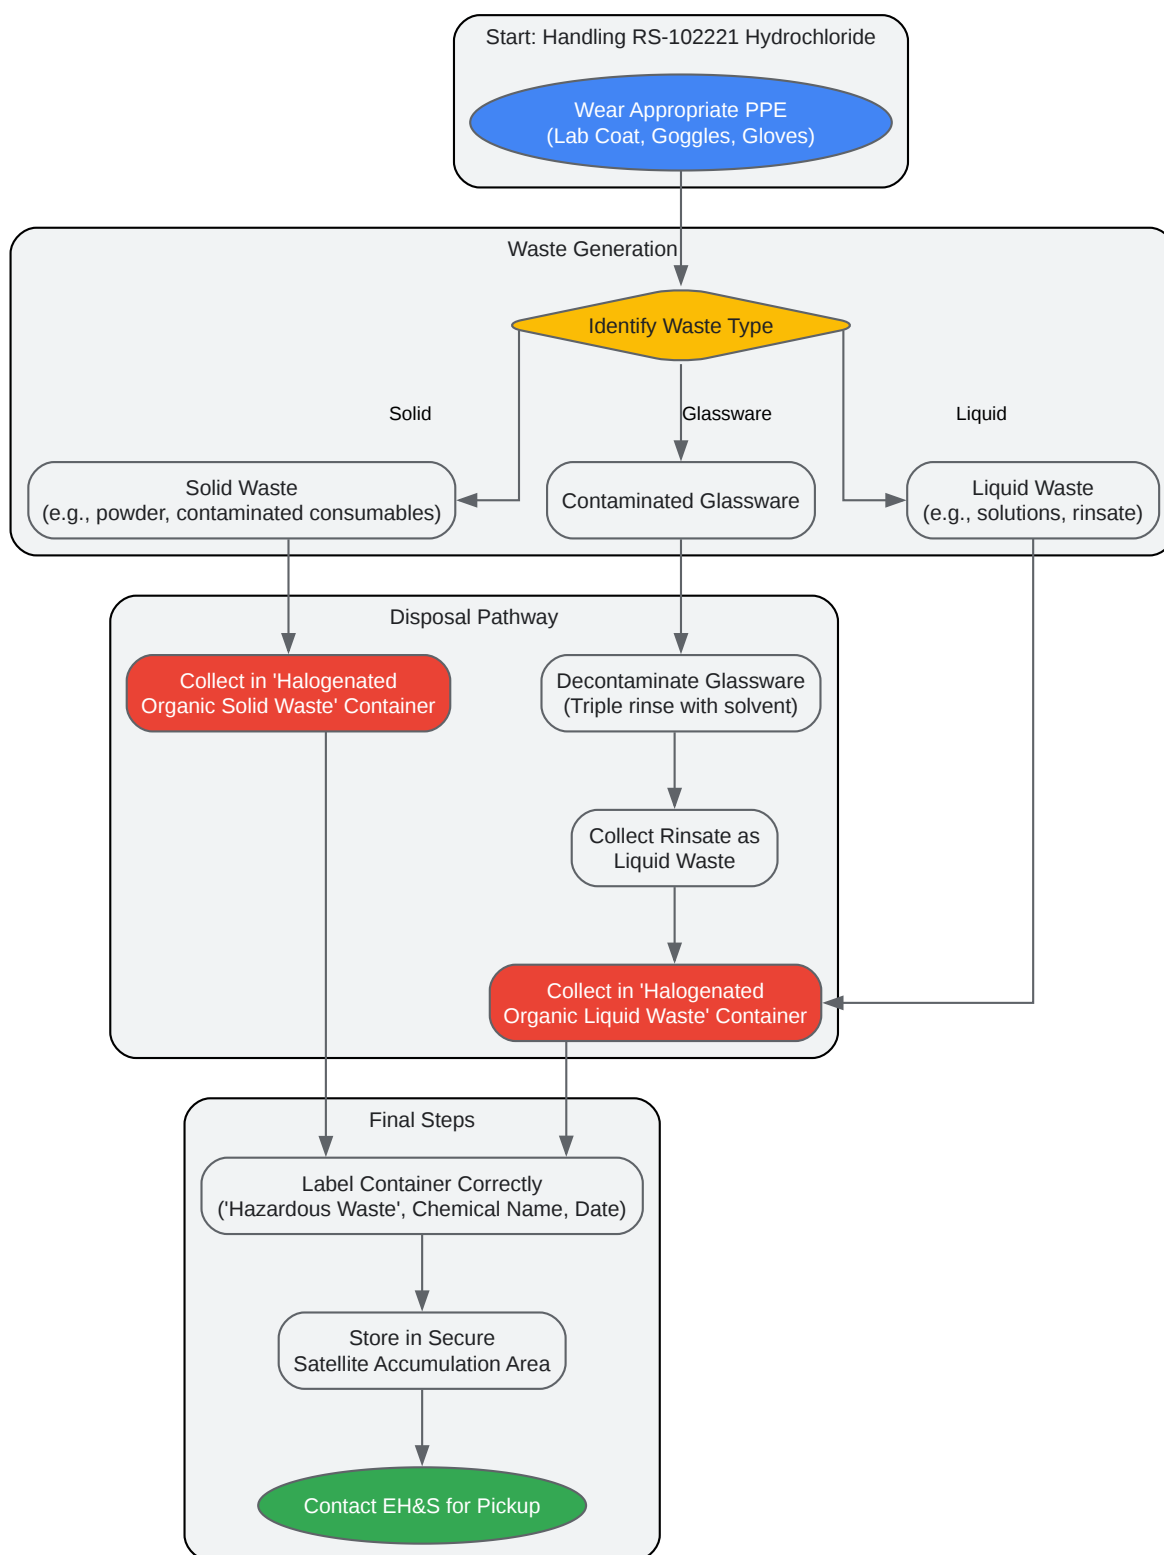 Start: Handling RS-102221 Hydrochloride
Wear Appropriate PPE
(Lab Coat, Goggles, Gloves)
Waste Generation
Identify Waste Type
Solid
Glassware
Liquid
Solid Waste
(e.g., powder, contaminated consumables)
Contaminated Glassware
Liquid Waste
(e.g., solutions, rinsate)
Disposal Pathway
Collect in 'Halogenated
Organic Solid Waste' Container
Decontaminate Glassware
(Triple rinse with solvent)
Collect Rinsate as
Liquid Waste
Collect in 'Halogenated
Organic Liquid Waste' Container
Final Steps
Label Container Correctly
('Hazardous Waste', Chemical Name, Date)
Store in Secure
Satellite Accumulation Area
Contact EH&S for Pickup